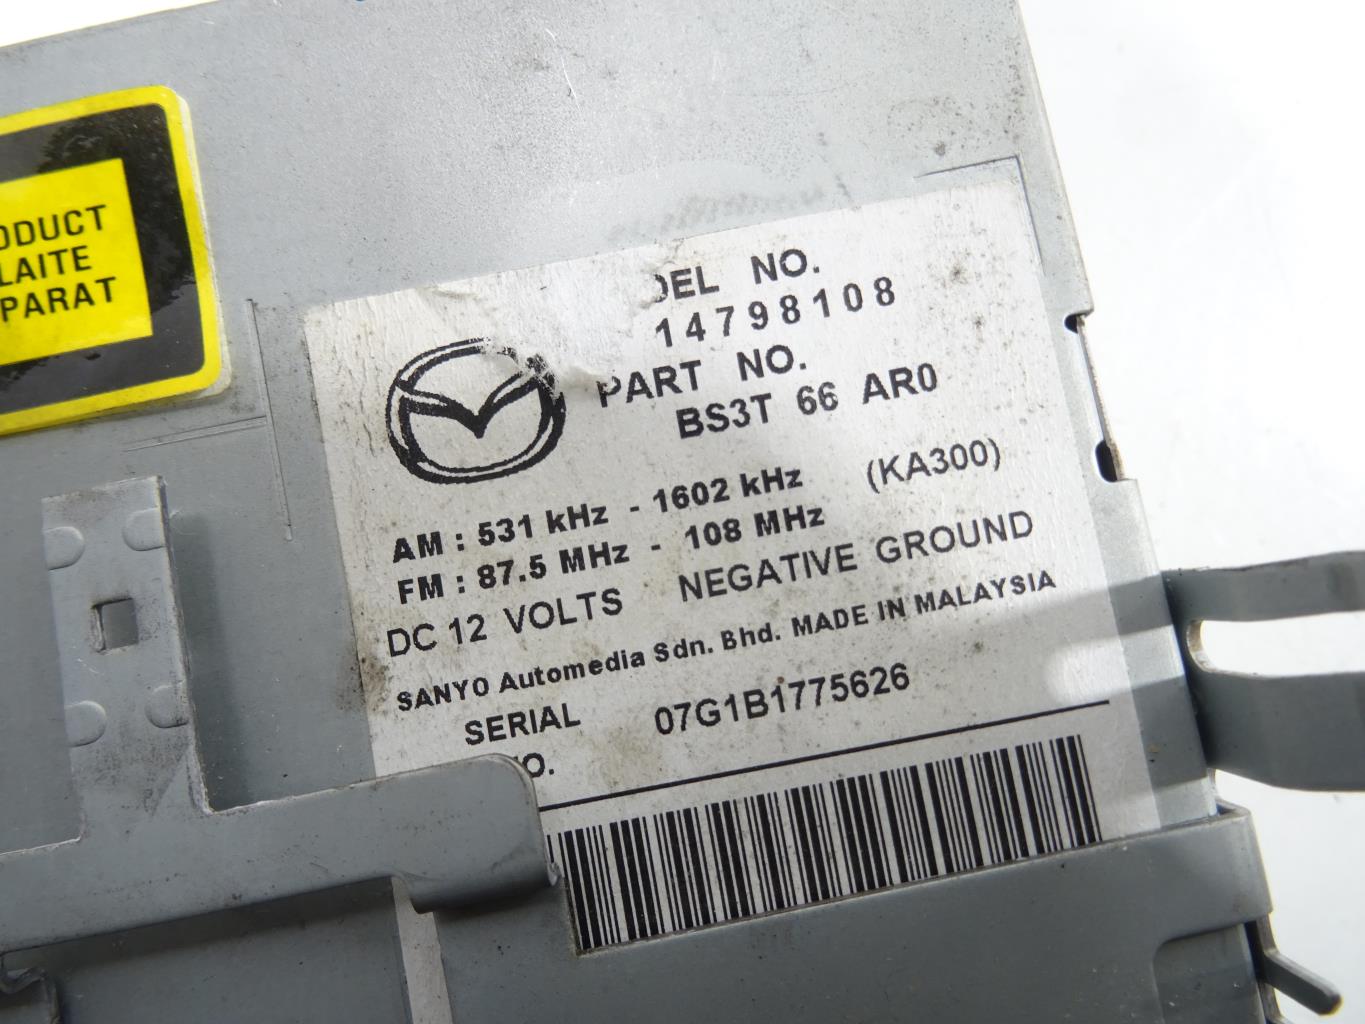 ODUCT
LAITE
PARAT
DEL NO.
14798108
PART NO.
BS3T 66 AR0
(KA300)
AM : 531 kHz - 1602 kHz
FM : 87.5 MHz - 108 MHz
DC 12 VOLTS NEGATIVE GROUND
SANYO Automedia Sdn. Bhd. MADE IN MALAYSIA
SERIAL NO. 07G1B1775626